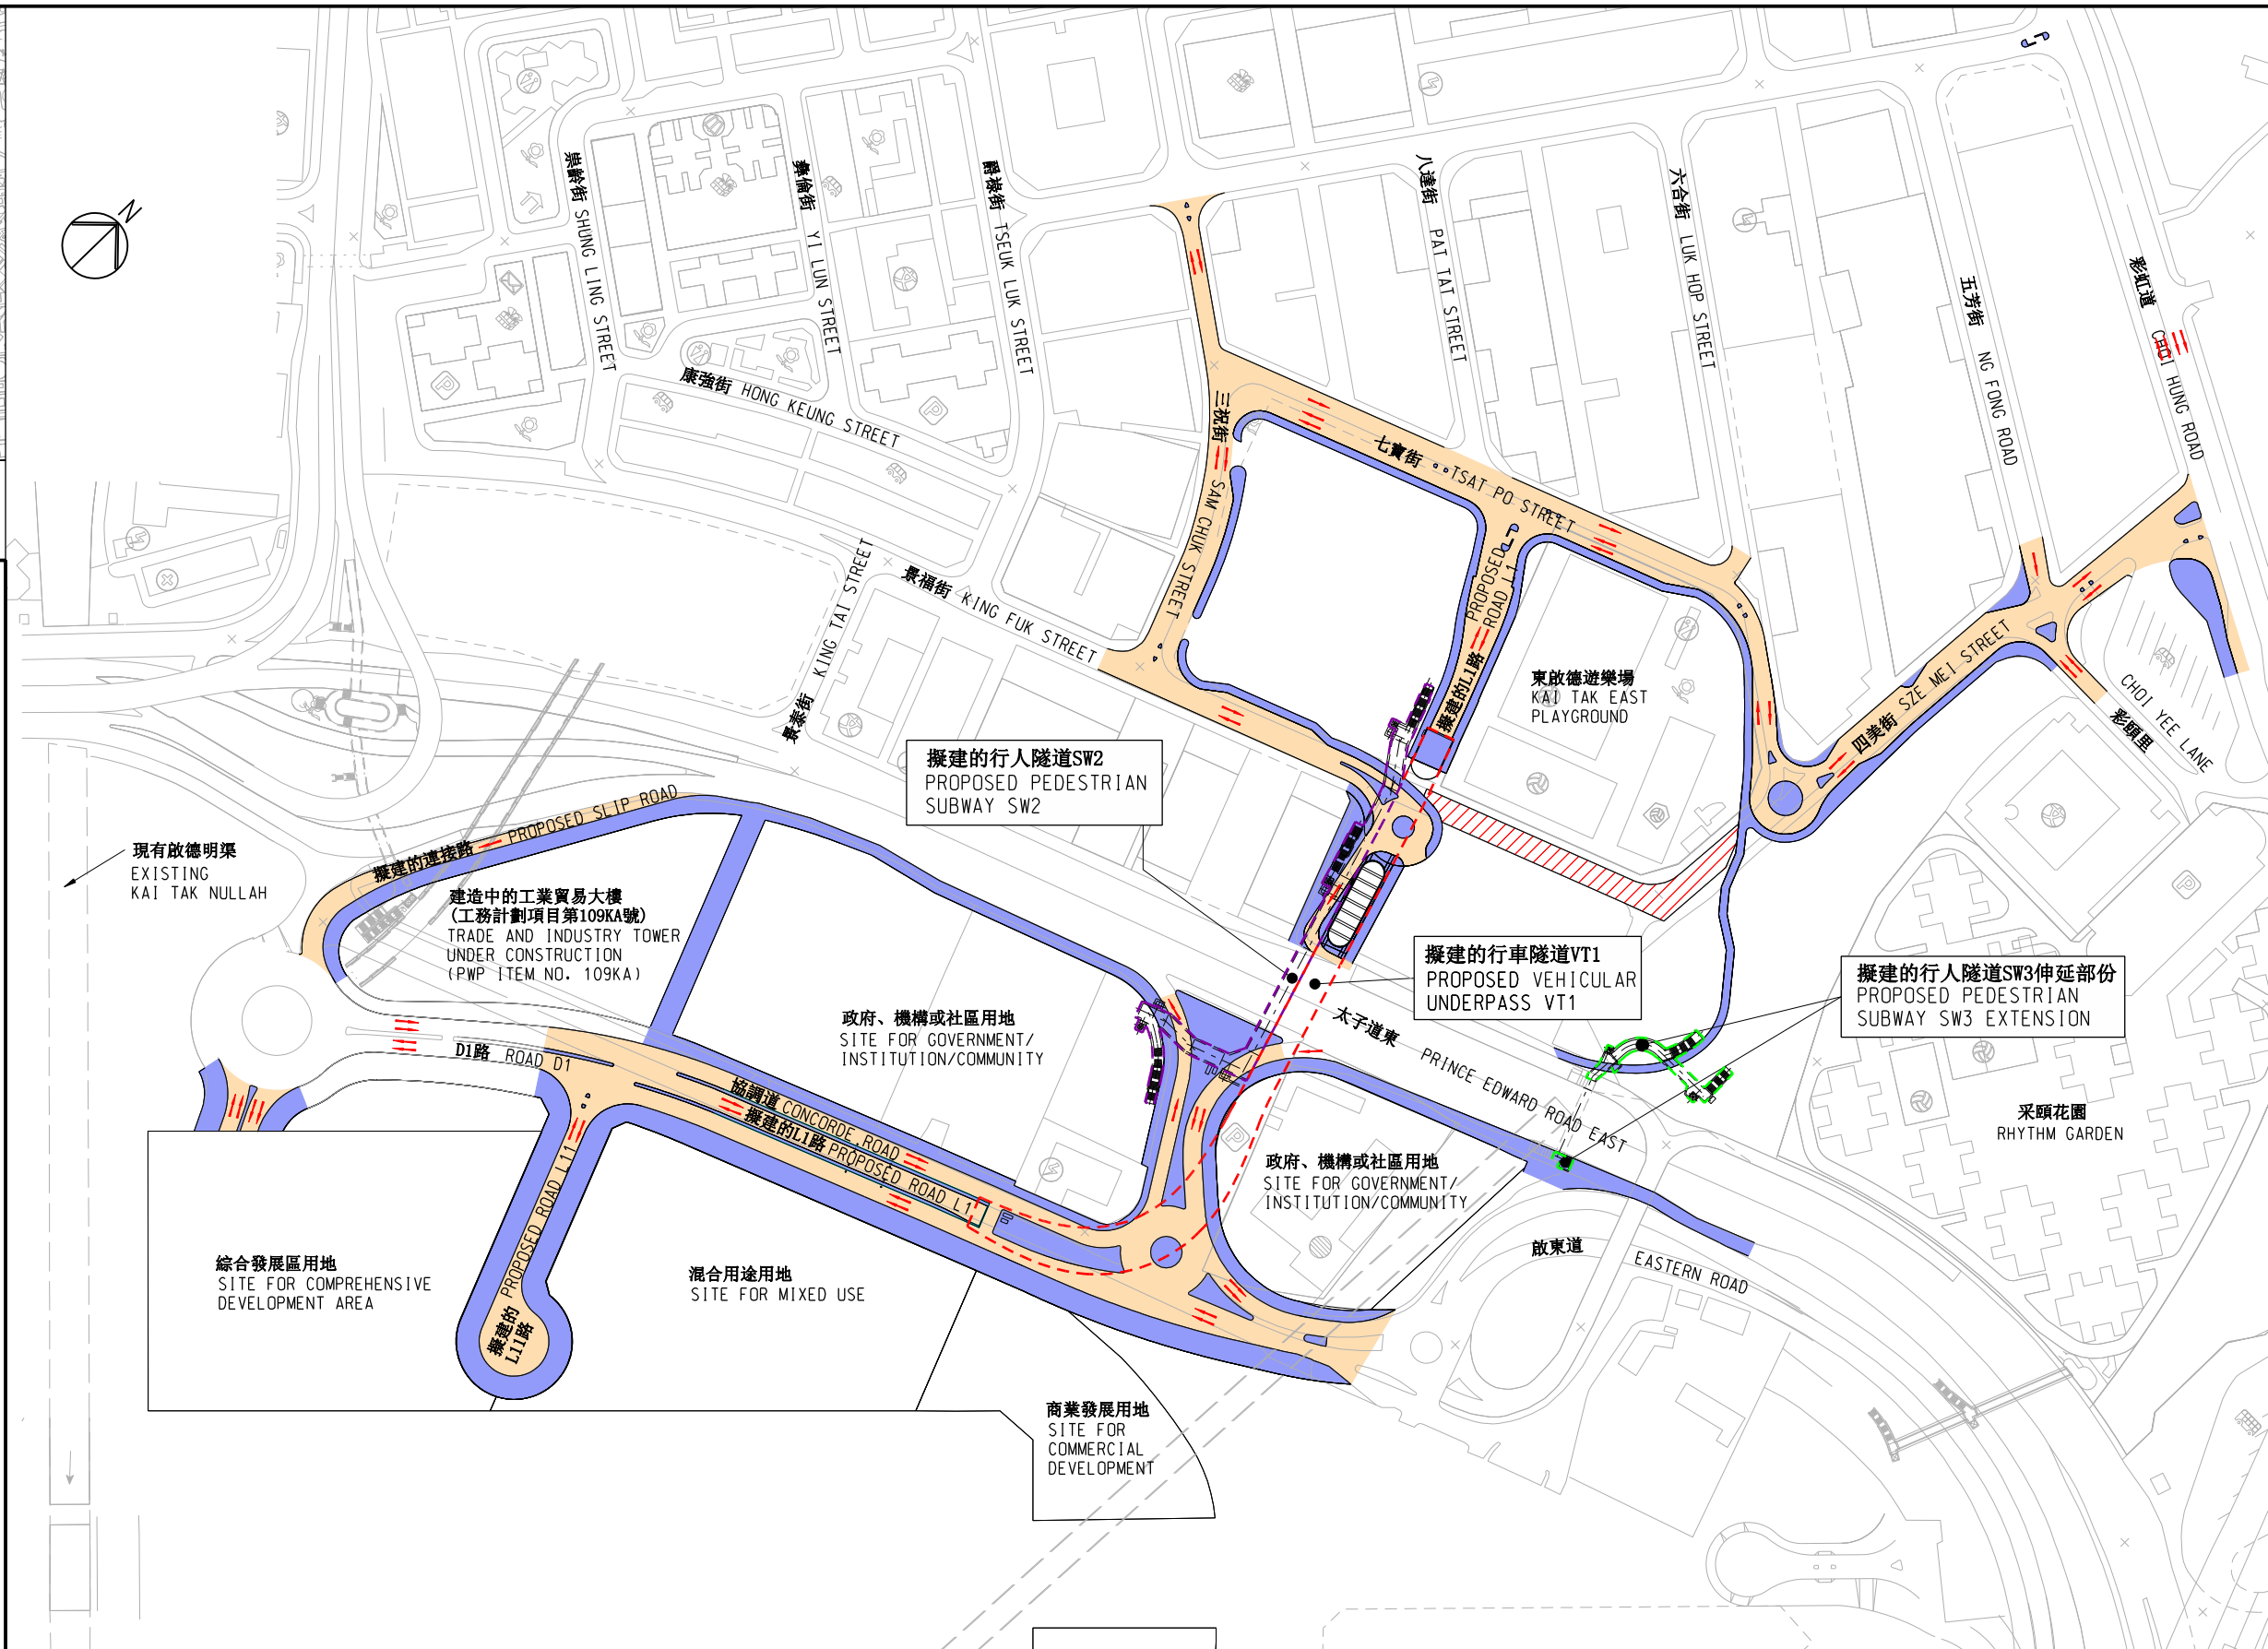 N
崇齡街 SHUNG LING STREET
彝倫街 YI LUN STREET
爵祿街 TSEUK LUK STREET
八達街 PAT TAT STREET
六合街 LUK HOP STREET
五芳街 NG FONG ROAD
彩虹道 CHOI HUNG ROAD
康強街 HONG KEUNG STREET
三祝街 SAM CHUK STREET
七寶街 TSAT PO STREET
景福街 KING FUK STREET
景泰街 KING TAI STREET
擬建的L1路 PROPOSED
ROAD L1
東啟德遊樂場
KAI TAK EAST
PLAYGROUND
四美街 SZE MEI STREET
CHOI YEE LANE
彩頤里
擬建的行人隧道SW2
PROPOSED PEDESTRIAN
SUBWAY SW2
擬建的連接路 PROPOSED SLIP ROAD
現有啟德明渠
EXISTING
KAI TAK NULLAH
建造中的工業貿易大樓
(工務計劃項目第109KA號)
TRADE AND INDUSTRY TOWER
UNDER CONSTRUCTION
(PWP ITEM NO. 109KA)
擬建的行車隧道VT1
PROPOSED VEHICULAR
UNDERPASS VT1
擬建的行人隧道SW3伸延部份
PROPOSED PEDESTRIAN
SUBWAY SW3 EXTENSION
政府、機構或社區用地
SITE FOR GOVERNMENT/
INSTITUTION/COMMUNITY
太子道東 PRINCE EDWARD ROAD EAST
D1路 ROAD D1
協調道 CONCORDE ROAD
擬建的L1路 PROPOSED ROAD L1
采頤花園
RHYTHM GARDEN
政府、機構或社區用地
SITE FOR GOVERNMENT/
INSTITUTION/COMMUNITY
擬建的
L11路
PROPOSED ROAD L11
綜合發展區用地
SITE FOR COMPREHENSIVE
DEVELOPMENT AREA
混合用途用地
SITE FOR MIXED USE
啟東道
EASTERN ROAD
商業發展用地
SITE FOR
COMMERCIAL
DEVELOPMENT